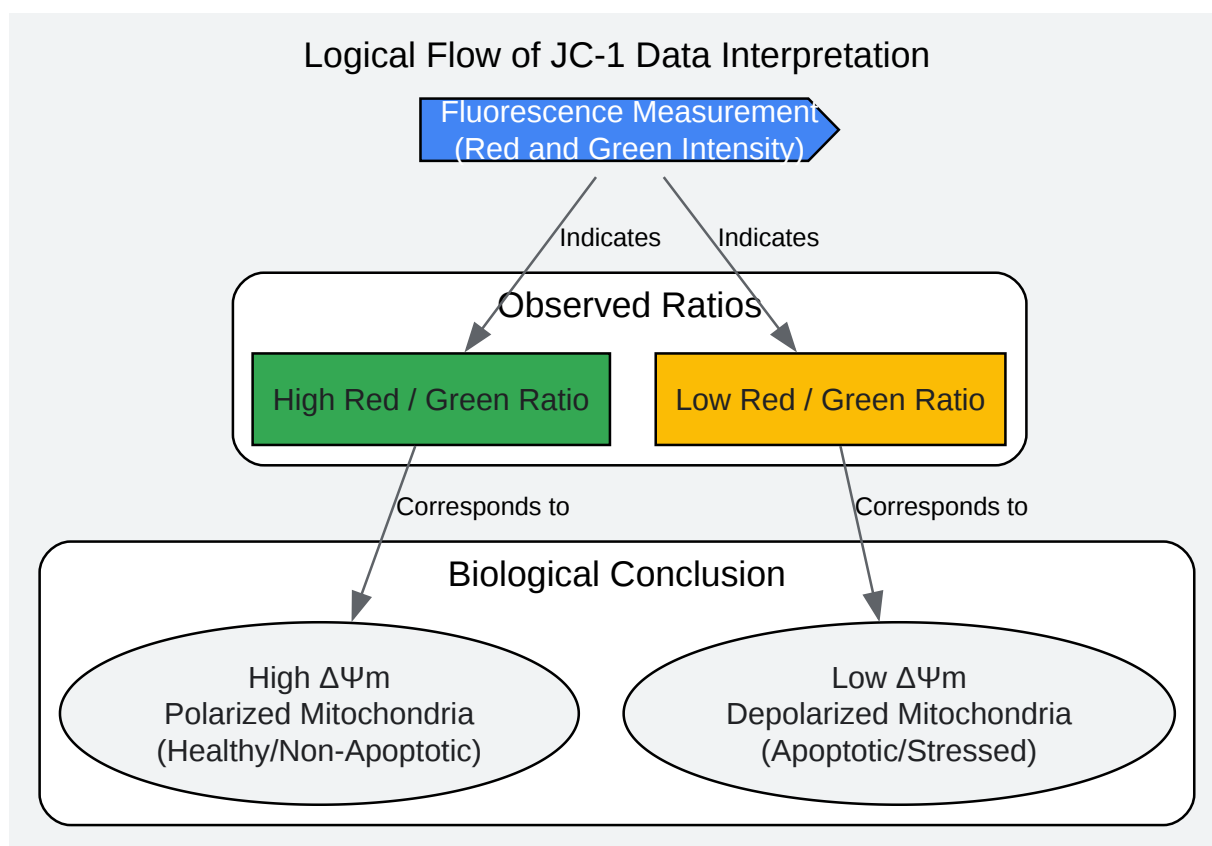 Logical Flow of JC-1 Data Interpretation
Fluorescence Measurement
(Red and Green Intensity)
Indicates
Indicates
Observed Ratios
High Red / Green Ratio
Low Red / Green Ratio
Corresponds to
Corresponds to
Biological Conclusion
High ΔΨm
Polarized Mitochondria
(Healthy/Non-Apoptotic)
Low ΔΨm
Depolarized Mitochondria
(Apoptotic/Stressed)